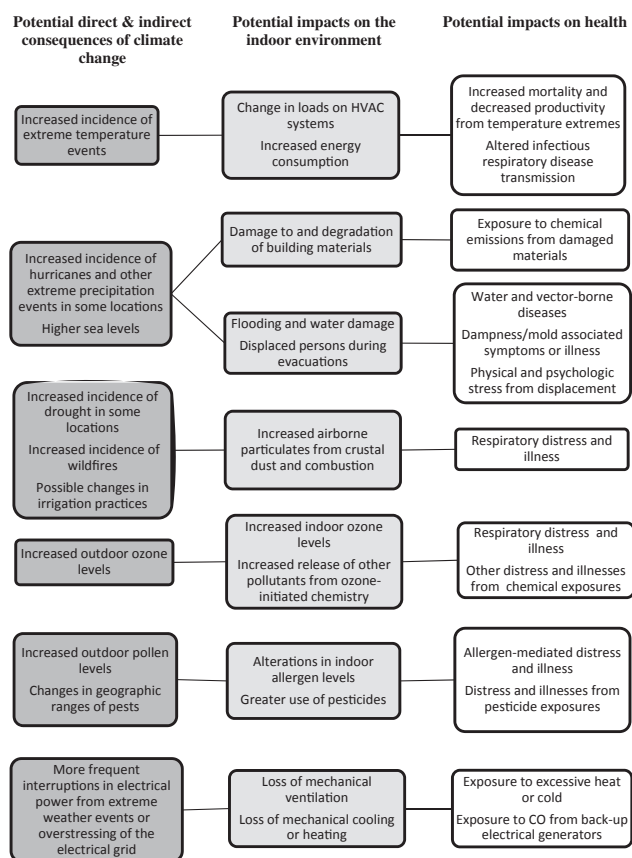 Potential direct & indirect
consequences of climate
change
Potential impacts on the
indoor environment
Potential impacts on health
Increased incidence of
extreme temperature
events
Change in loads on HVAC
systems
Increased energy
consumption
Increased mortality and
decreased productivity
from temperature extremes
Altered infectious
respiratory disease
transmission
Increased incidence of
hurricanes and other
extreme precipitation
events in some locations
Higher sea levels
Damage to and degradation
of building materials
Exposure to chemical
emissions from damaged
materials
Flooding and water damage
Displaced persons during
evacuations
Water and vector-borne
diseases
Dampness/mold associated
symptoms or illness
Physical and psychologic
stress from displacement
Increased incidence of
drought in some
locations
Increased incidence of
wildfires
Possible changes in
irrigation practices
Increased airborne
particulates from crustal
dust and combustion
Respiratory distress and
illness
Increased outdoor ozone
levels
Increased indoor ozone
levels
Increased release of other
pollutants from ozone-
initiated chemistry
Respiratory distress and
illness
Other distress and illnesses
from chemical exposures
Increased outdoor pollen
levels
Changes in geographic
ranges of pests
Alterations in indoor
allergen levels
Greater use of pesticides
Allergen-mediated distress
and illness
Distress and illnesses from
pesticide exposures
More frequent
interruptions in electrical
power from extreme
weather events or
overstressing of the
electrical grid
Loss of mechanical
ventilation
Loss of mechanical cooling
or heating
Exposure to excessive heat
or cold
Exposure to CO from back-up
electrical generators